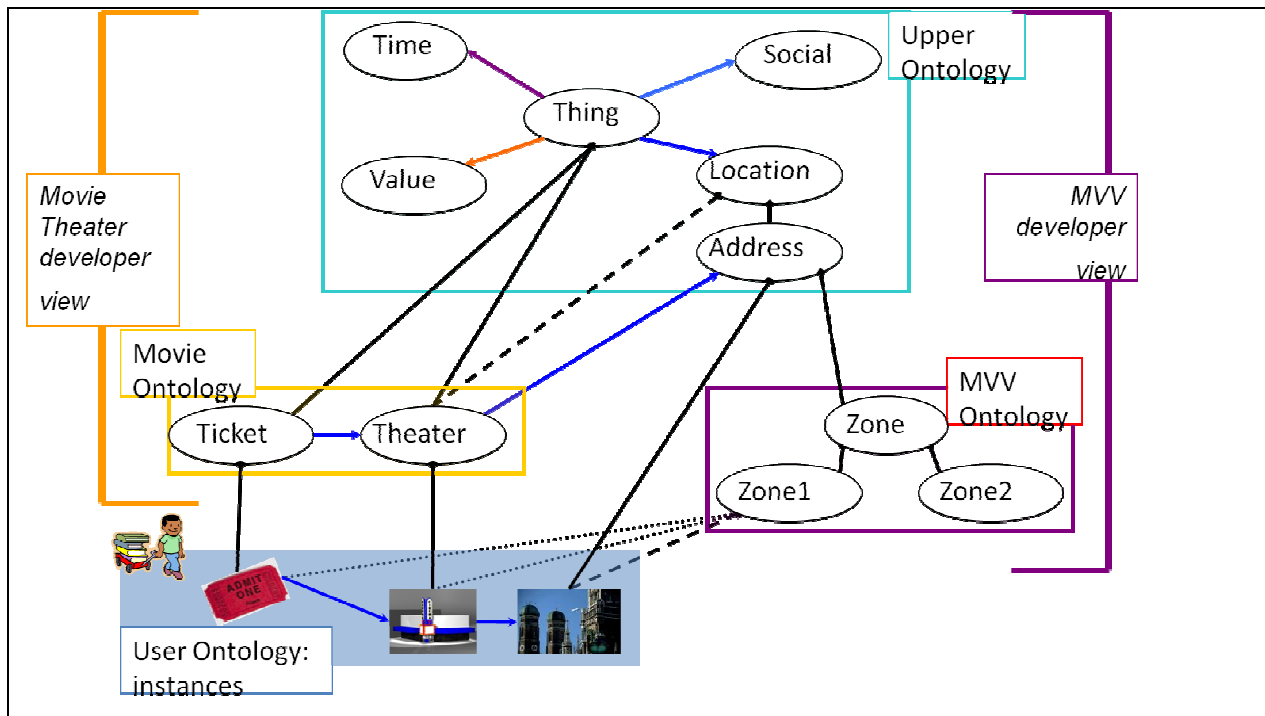 Time
Social
Upper
Ontology
Thing
Value
Location
Movie
Theater
developer
view
MVV
developer
view
Address
Movie
Ontology
MVV
Ontology
Ticket
Theater
Zone
Zone1
Zone2
ADMIT
ONE
User Ontology:
instances